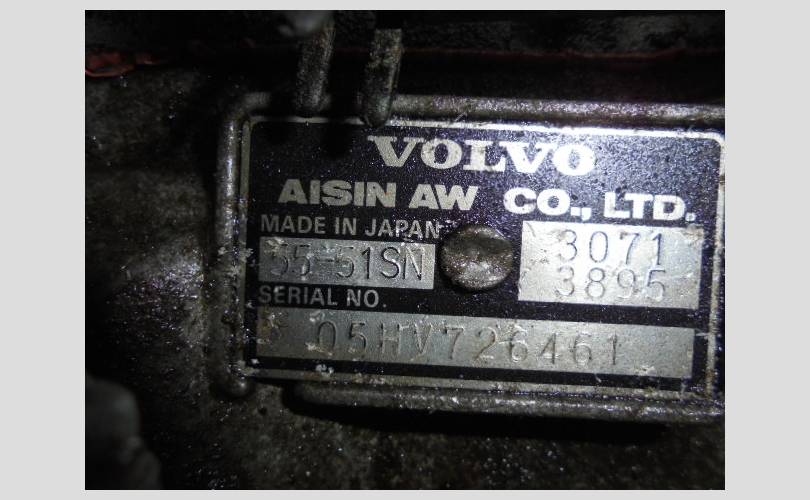 VOLVO
AISIN AW CO., LTD.
MADE IN JAPAN
55-51SN
3071
3895
SERIAL NO.
05HV726461